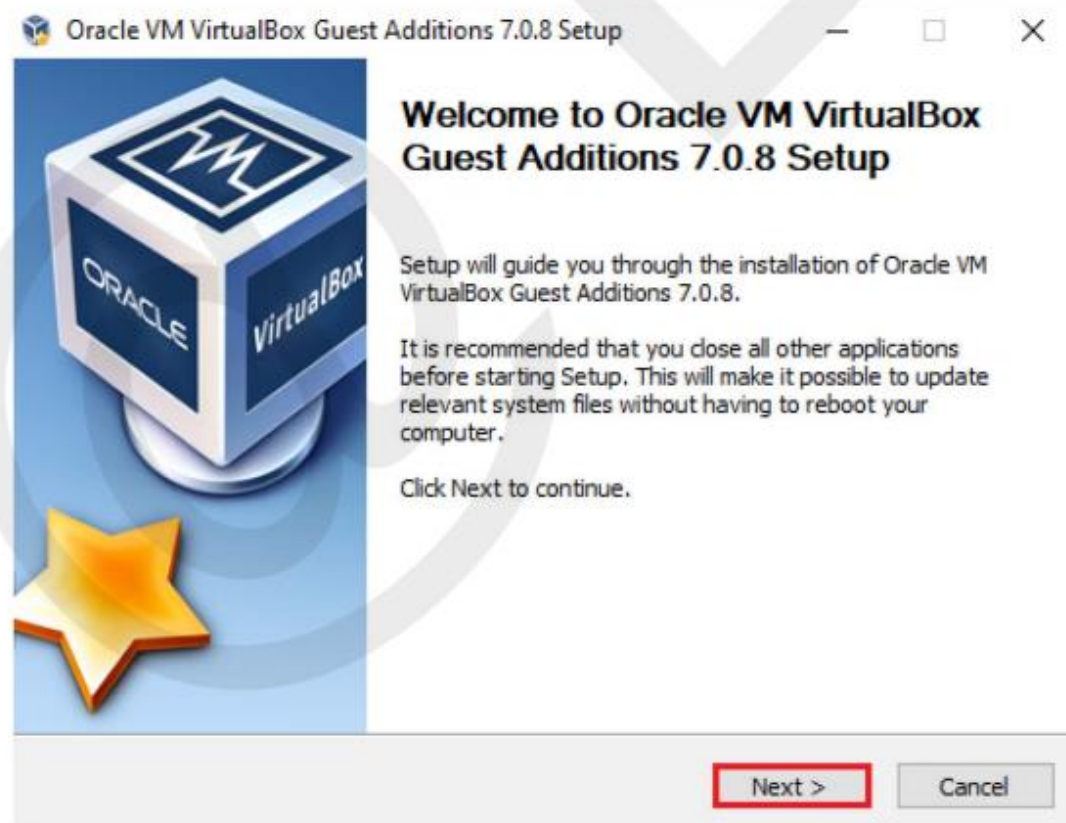 Oracle VM VirtualBox Guest Additions 7.0.8 Setup
Welcome to Oracle VM VirtualBox
Guest Additions 7.0.8 Setup
Setup will guide you through the installation of Oracle VM
VirtualBox Guest Additions 7.0.8.
It is recommended that you close all other applications
before starting Setup. This will make it possible to update
relevant system files without having to reboot your
computer.
Click Next to continue.
ORACLE
VirtualBox
Next >
Cancel